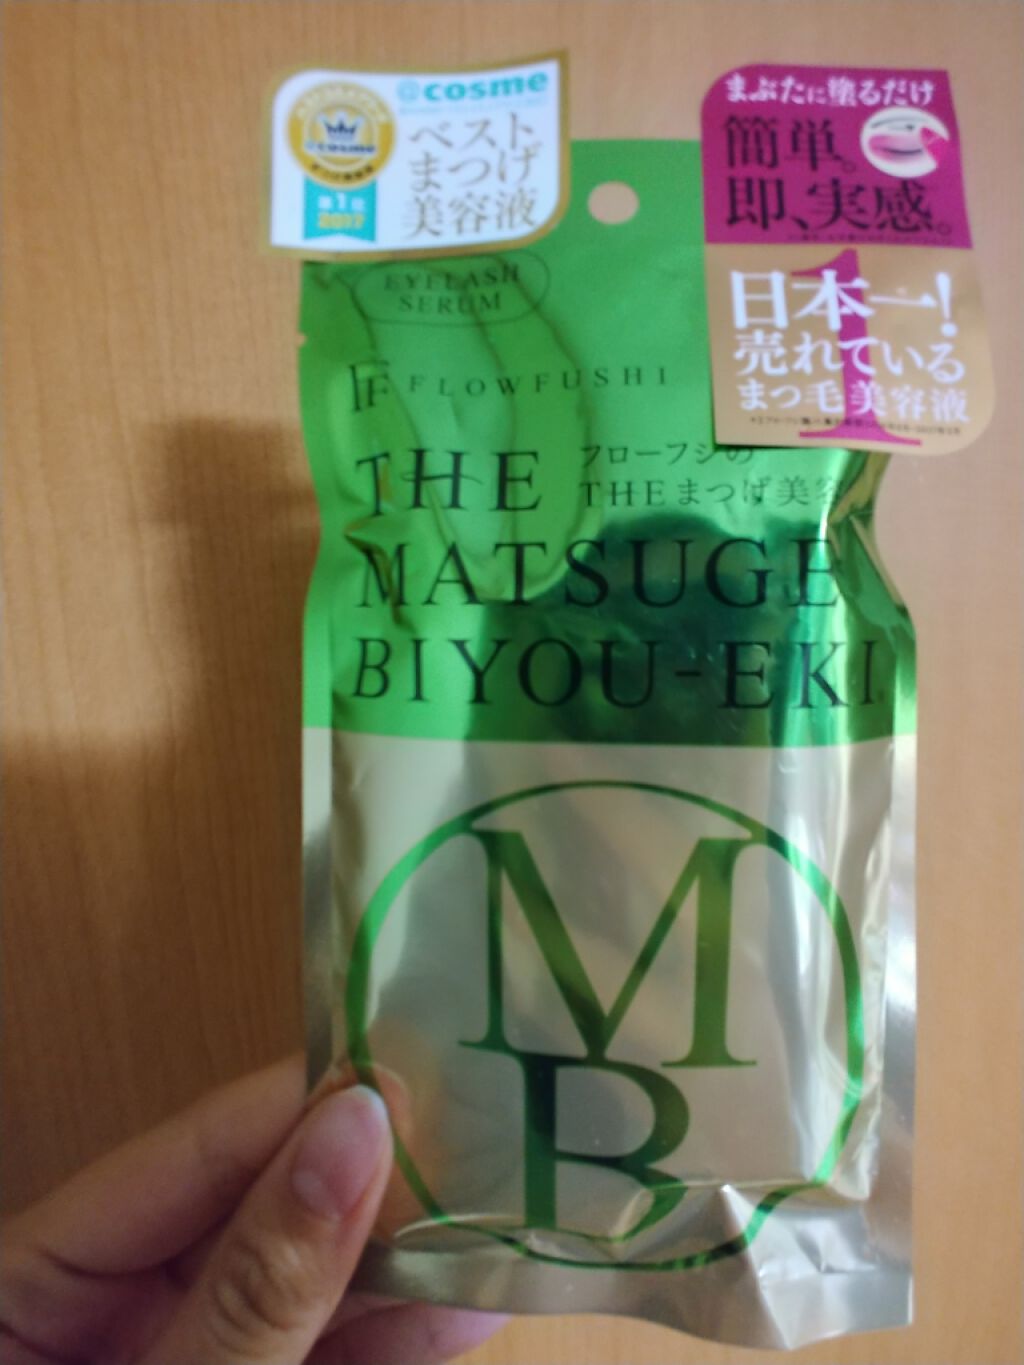 @cosme
ベスト
まつげ
美容液
@cosme
第1位
2017
まぶたに塗るだけ
簡単。
即、実感。
日本一!
1
売れている
まつ毛美容液
EYELASH
SERUM
FLOWFUSHI
フローフシの
THEまつげ美容
THE
MATSUGE
BIYOU-EKI
M
B